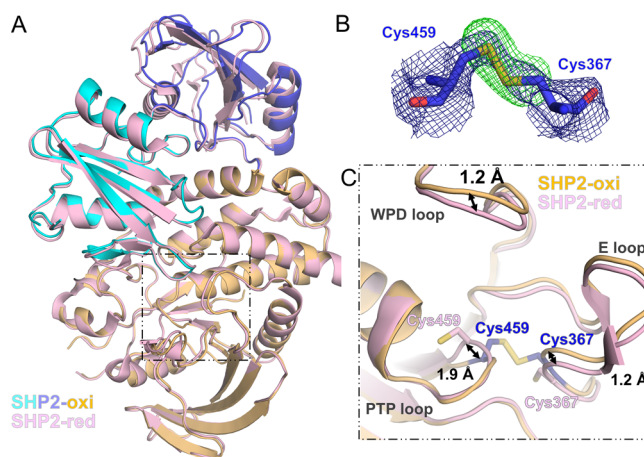 A
SHP2-oxi
SHP2-red
B
Cys459
Cys367
C
1.2 Å
SHP2-oxi
SHP2-red
WPD loop
E loop
Cys459
Cys459
Cys367
1.9 Å
1.2 Å
PTP loop
Cys367